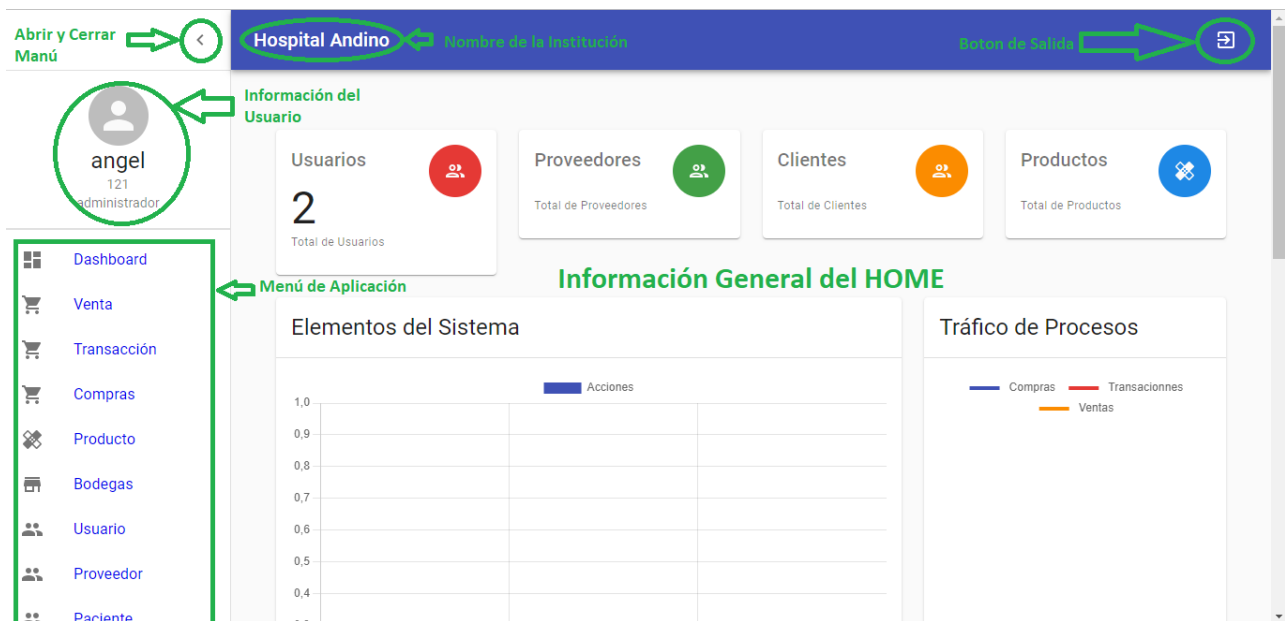 Abrir y Cerrar
Manú
Hospital Andino
Nombre de la Institución
Boton de Salida
Información del
Usuario
angel
121
administrador
Usuarios
2
Total de Usuarios
Proveedores
Total de Proveedores
Clientes
Total de Clientes
Productos
Total de Productos
Dashboard
Venta
Transacción
Compras
Producto
Bodegas
Usuario
Proveedor
Paciente
Menú de Aplicación
Información General del HOME
Elementos del Sistema
Acciones
1,0
0,9
0,8
0,7
0,6
0,5
0,4
Tráfico de Procesos
Compras
Transacionnes
Ventas